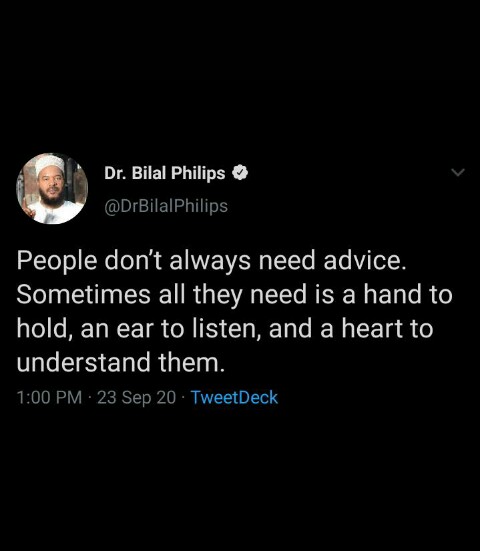 Dr. Bilal Philips
@DrBilalPhilips
People don’t always need advice.
Sometimes all they need is a hand to
hold, an ear to listen, and a heart to
understand them.
1:00 PM · 23 Sep 20 · TweetDeck